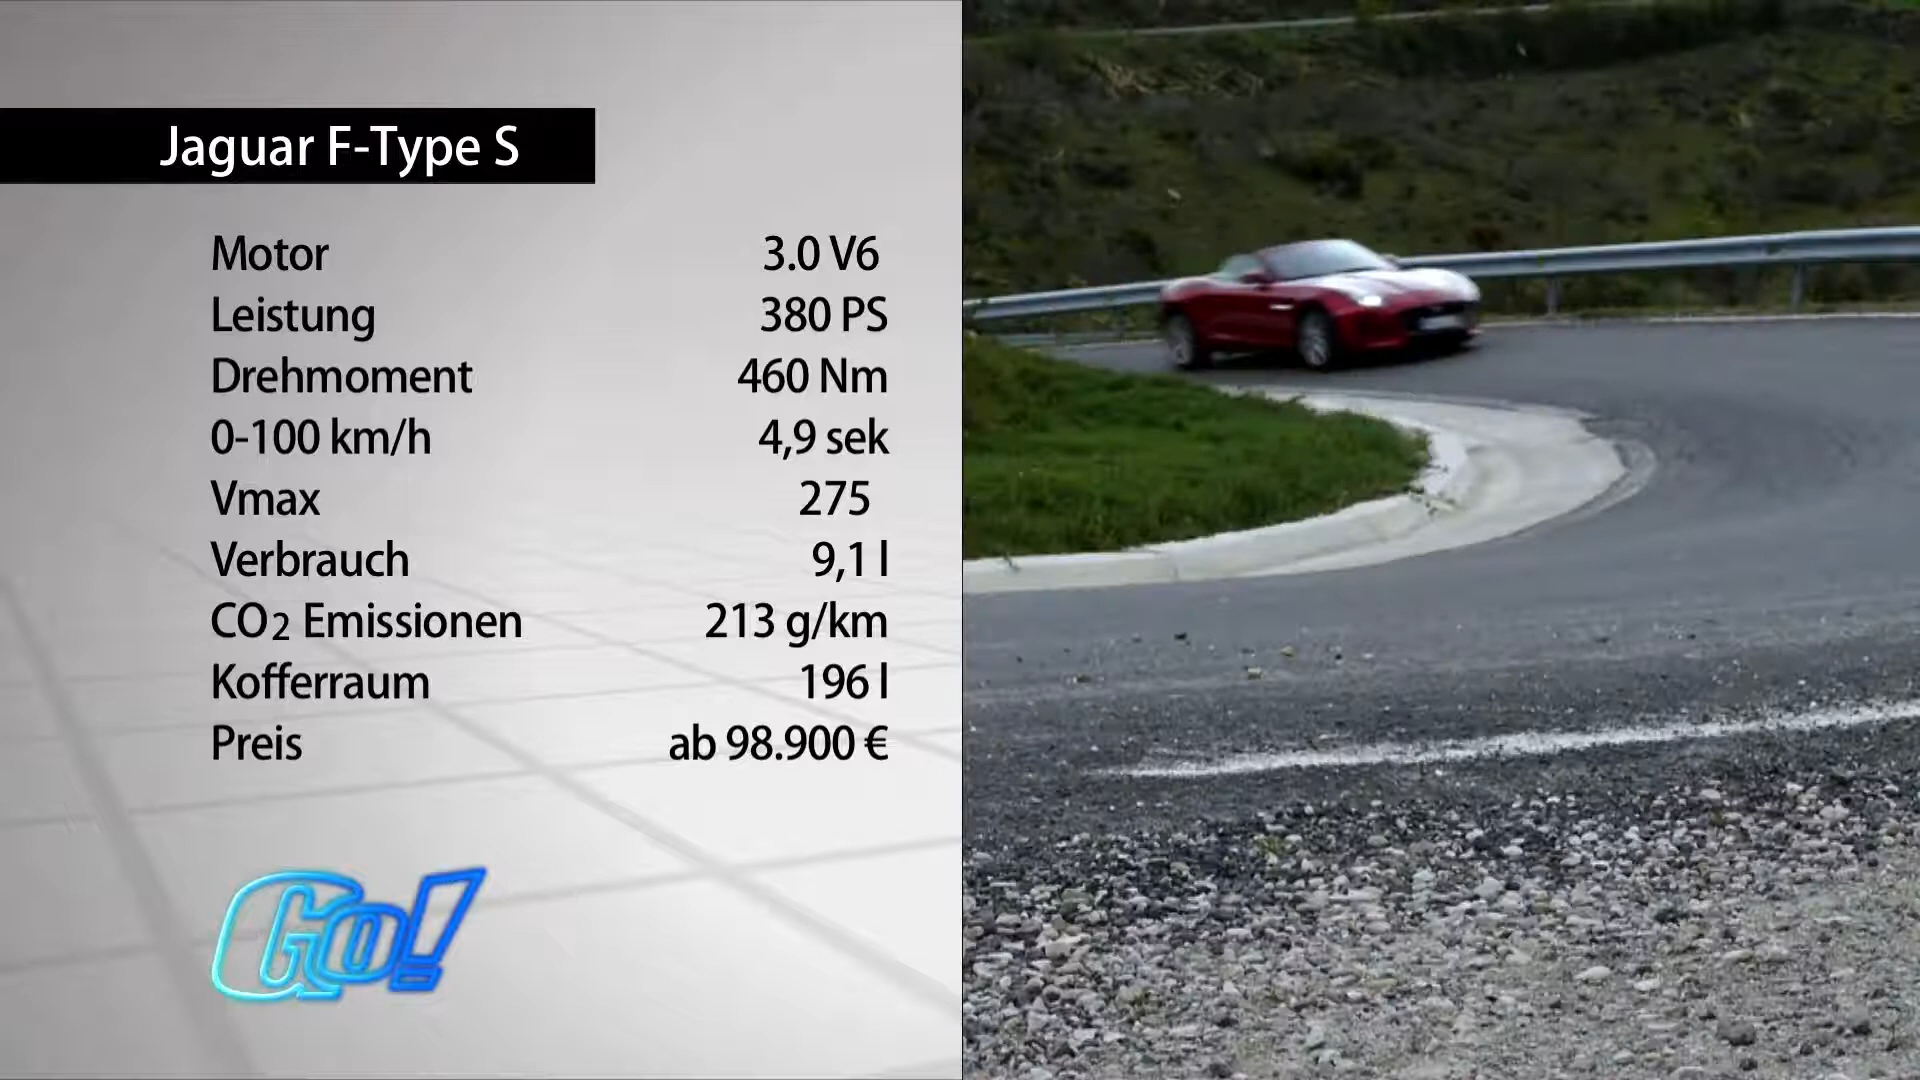 Jaguar F-Type S
Motor 3.0 V6
Leistung 380 PS
Drehmoment 460 Nm
0-100 km/h 4,9 sek
Vmax 275
Verbrauch 9,1 l
CO2 Emissionen 213 g/km
Kofferraum 196 l
Preis ab 98.900 €
Go!